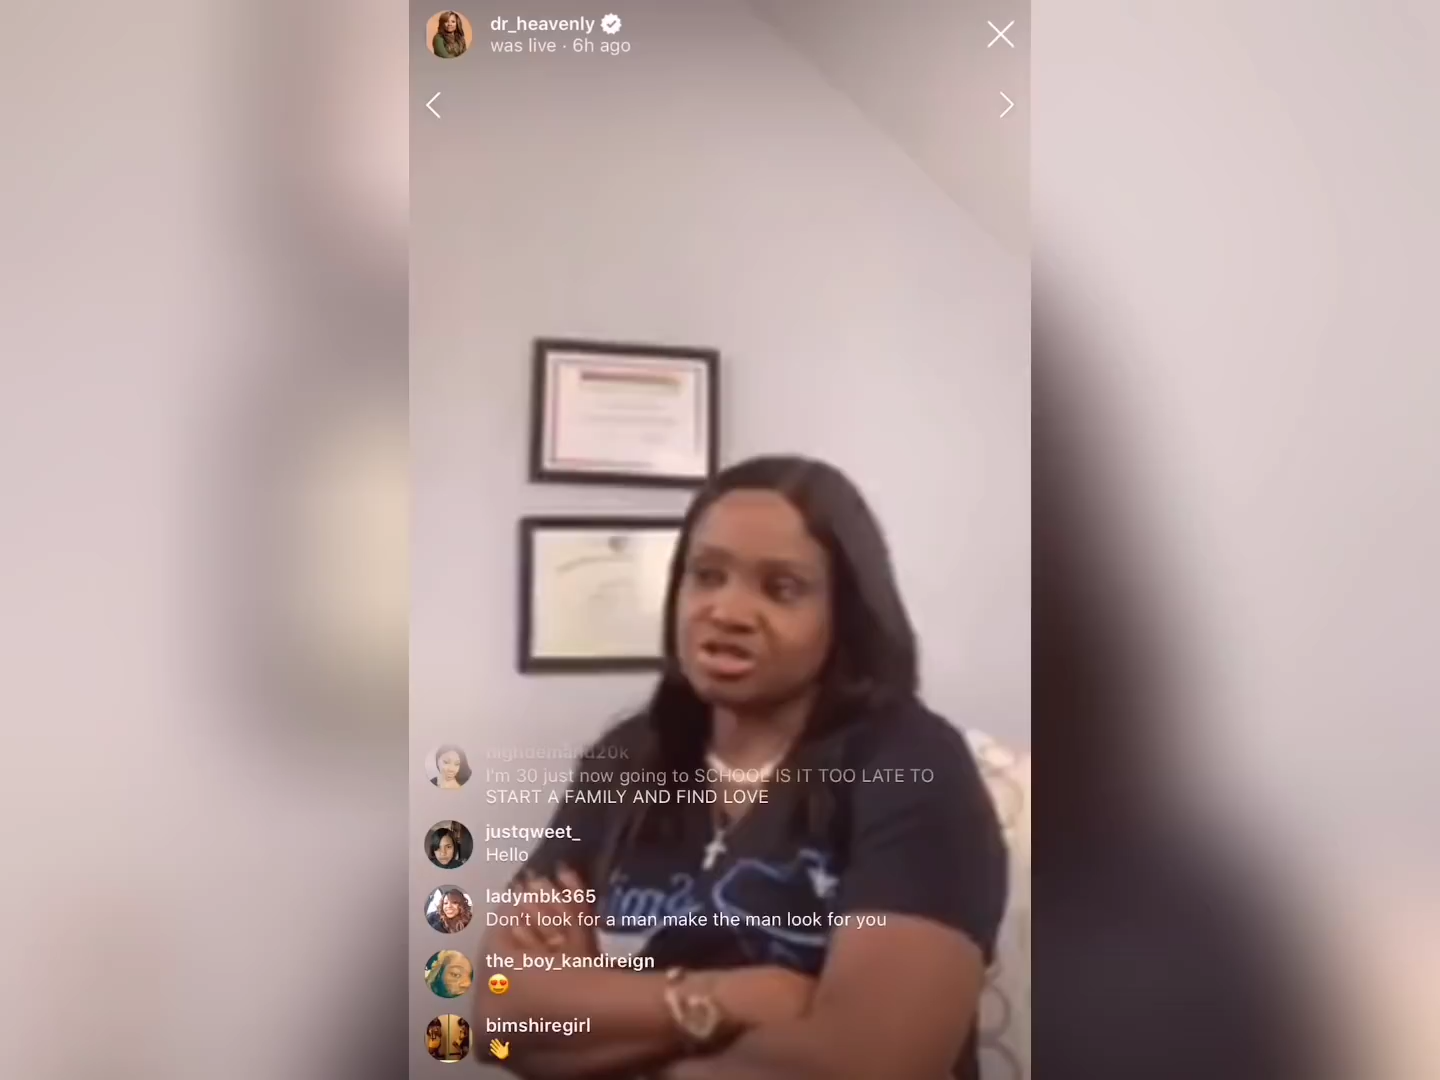 dr_heavenly
was live · 6h ago
highdemand20k
I'm 30 just now going to SCHOOL IS IT TOO LATE TO
START A FAMILY AND FIND LOVE
justqweet_
Hello
ladymbk365
Don't look for a man make the man look for you
the_boy_kandireign
😍
bimshiregirl
👋